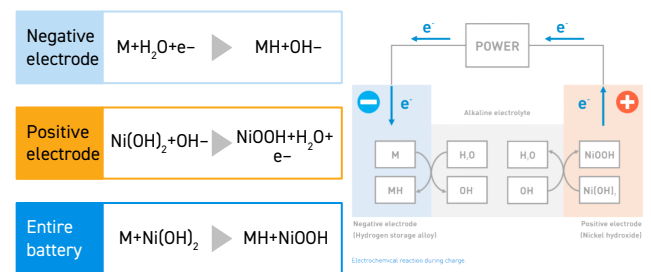 Negative
electrode
M+H₂O+e–
MH+OH–
Positive
electrode
Ni(OH)₂+OH–
NiOOH+H₂O+
e–
Entire
battery
M+Ni(OH)₂
MH+NiOOH
e⁻
e⁻
POWER
e⁻
e⁻
Alkaline electrolyte
M
H₂O
H₂O
NiOOH
MH
OH
OH
Ni(OH)₂
Negative electrode
(Hydrogen storage alloy)
Positive electrode
(Nickel hydroxide)
Electrochemical reaction during charge